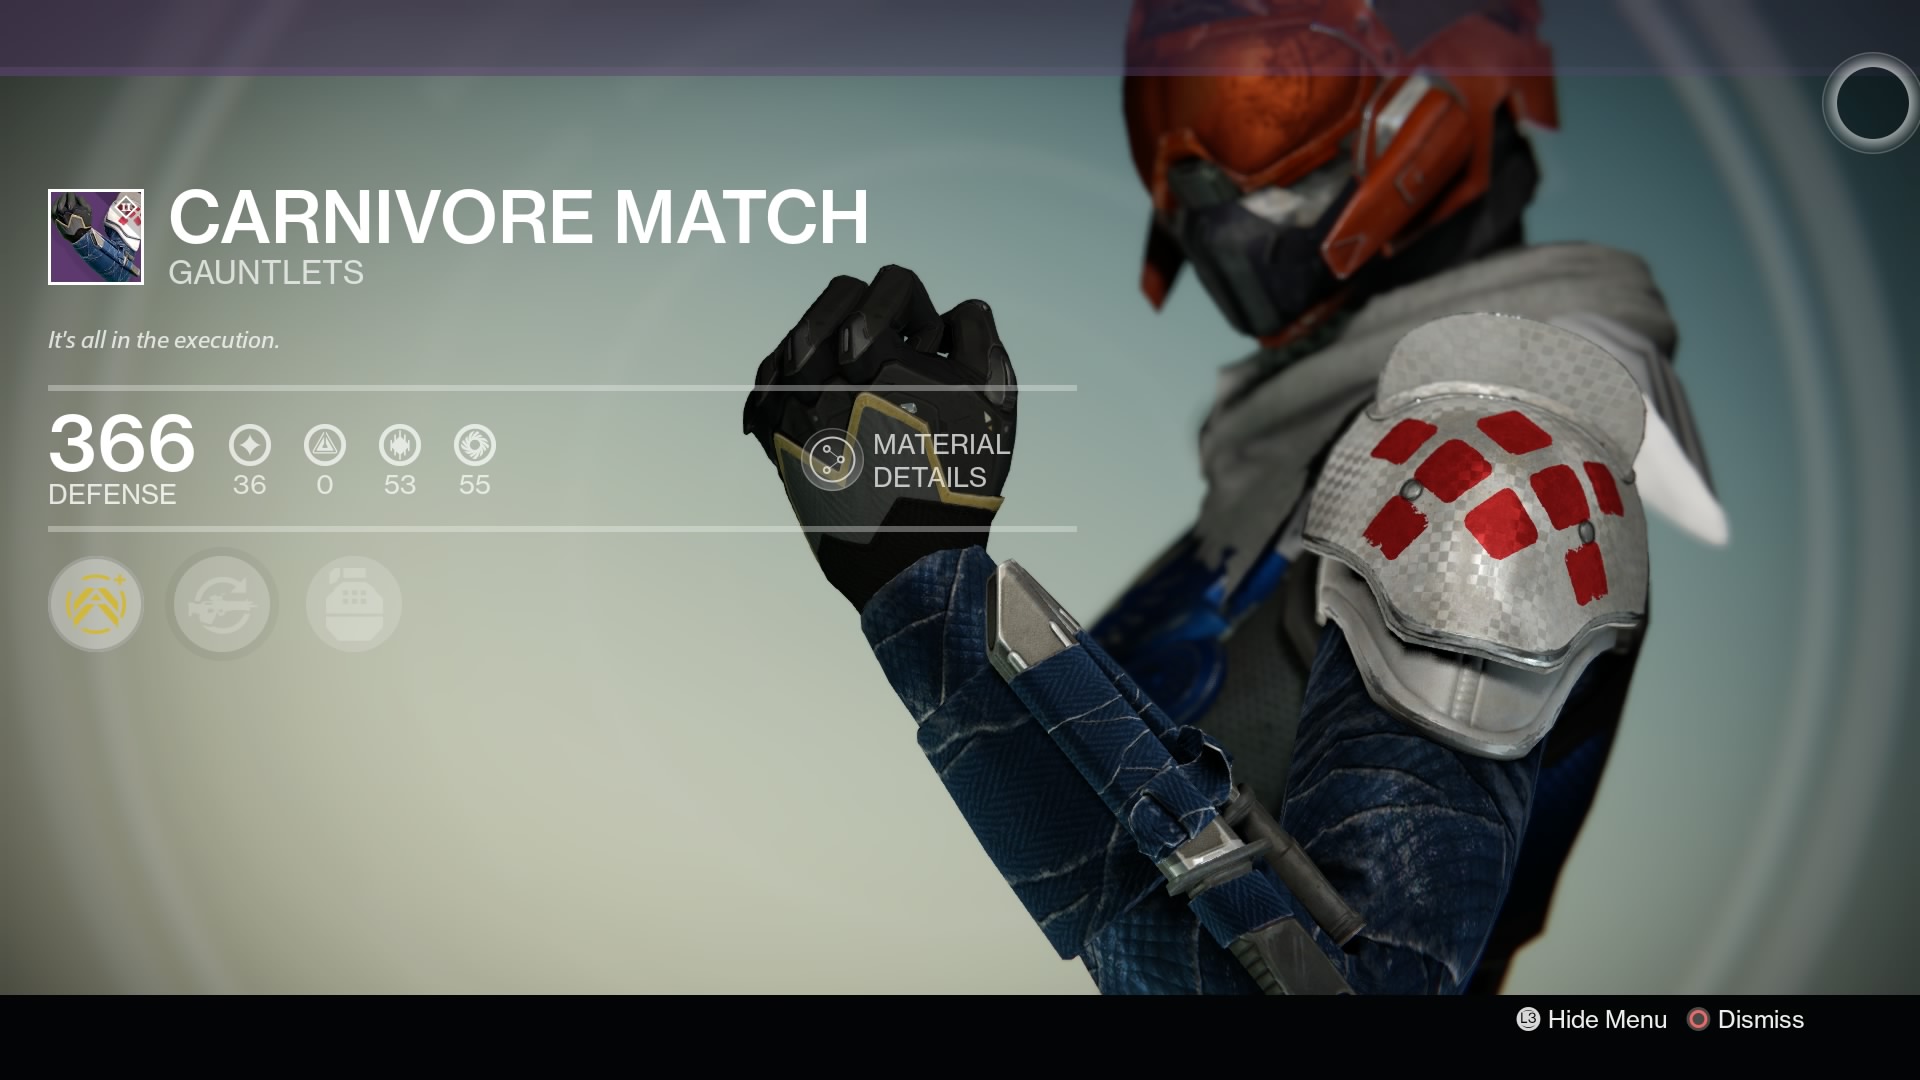 CARNIVORE MATCH
GAUNTLETS
It's all in the execution.
366
DEFENSE
36
0
53
55
MATERIAL
DETAILS
L3 Hide Menu
Dismiss